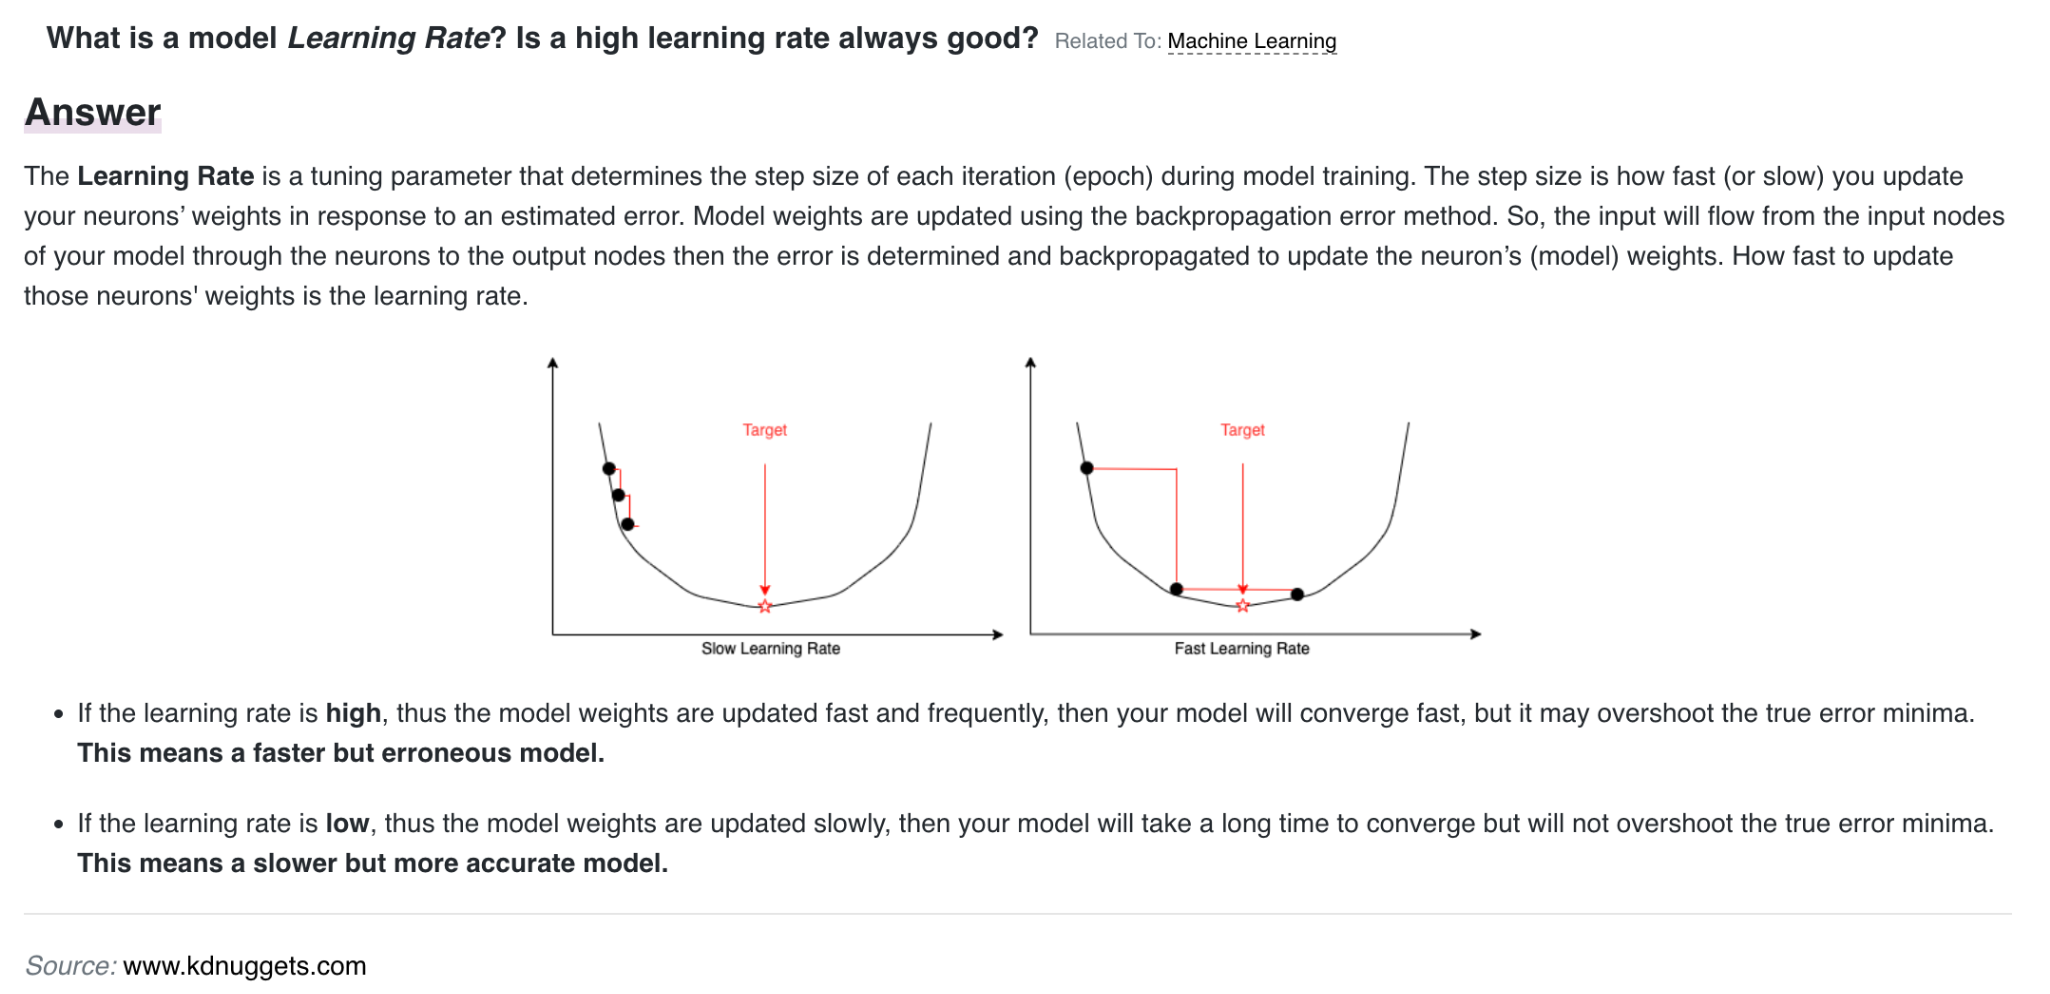 What is a model Learning Rate? Is a high learning rate always good? Related To: Machine Learning
Answer
The Learning Rate is a tuning parameter that determines the step size of each iteration (epoch) during model training. The step size is how fast (or slow) you update
your neurons’ weights in response to an estimated error. Model weights are updated using the backpropagation error method. So, the input will flow from the input nodes
of your model through the neurons to the output nodes then the error is determined and backpropagated to update the neuron’s (model) weights. How fast to update
those neurons' weights is the learning rate.
Target
Target
Slow Learning Rate
Fast Learning Rate
• If the learning rate is high, thus the model weights are updated fast and frequently, then your model will converge fast, but it may overshoot the true error minima.
This means a faster but erroneous model.
• If the learning rate is low, thus the model weights are updated slowly, then your model will take a long time to converge but will not overshoot the true error minima.
This means a slower but more accurate model.
Source: www.kdnuggets.com